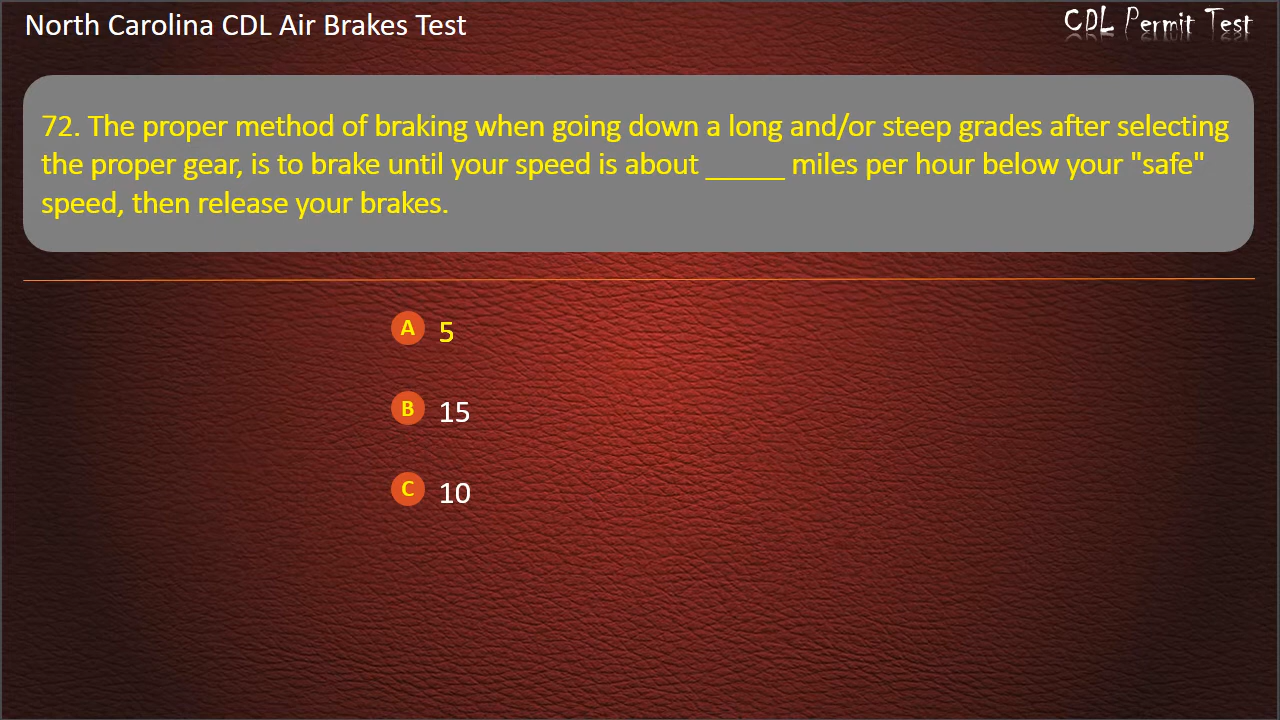 North Carolina CDL Air Brakes Test
CDL Permit Test
72. The proper method of braking when going down a long and/or steep grades after selecting
the proper gear, is to brake until your speed is about _____ miles per hour below your "safe"
speed, then release your brakes.
A 5
B 15
C 10